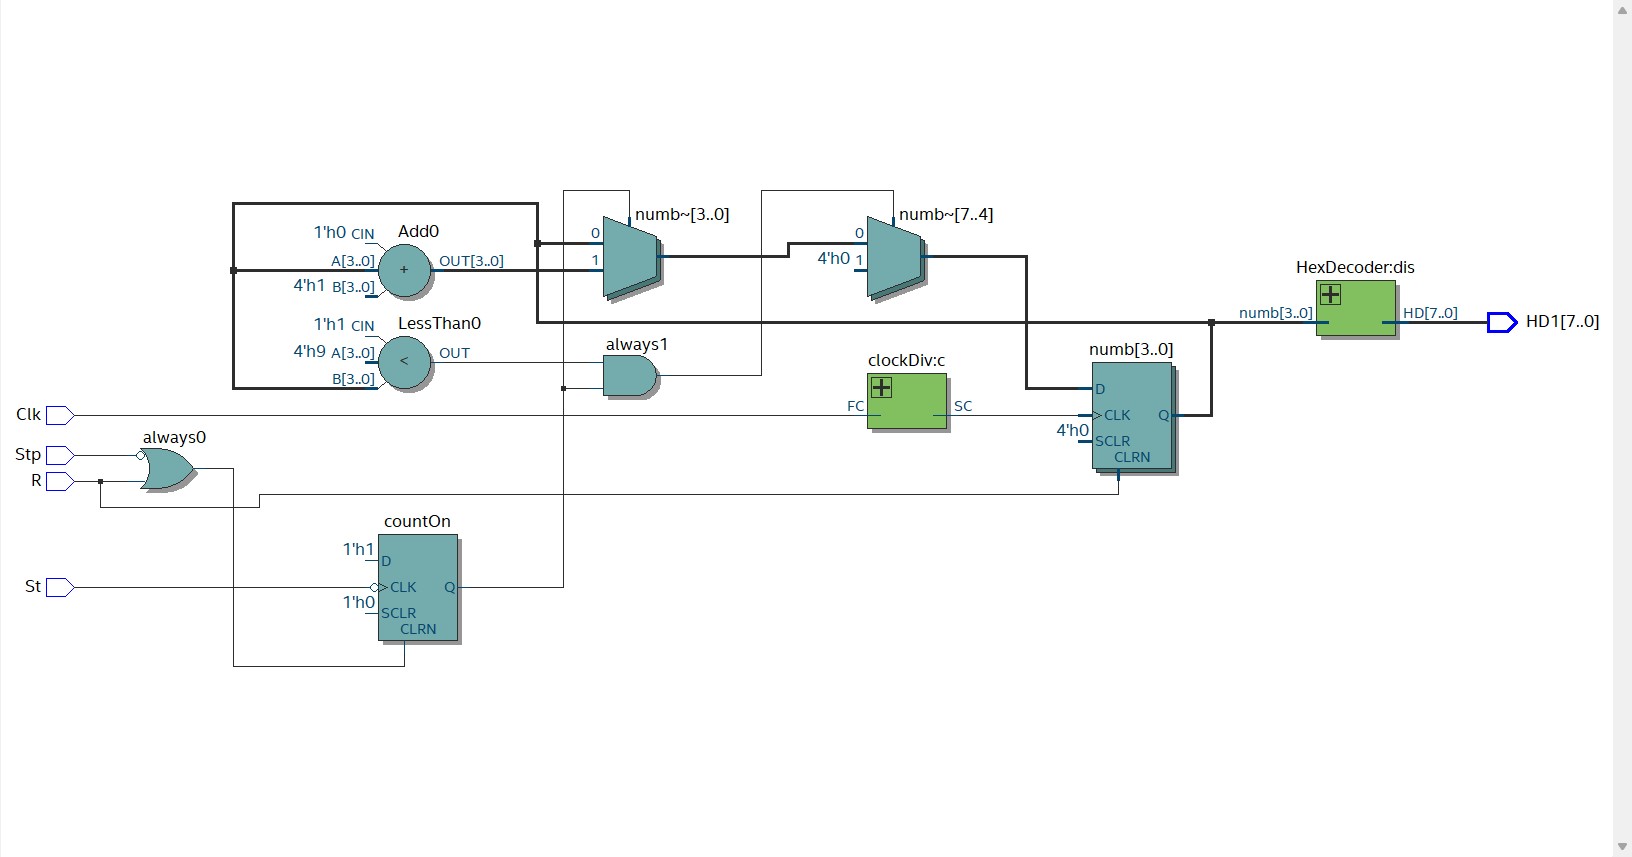 numb~[3..0]
numb~[7..4]
1'h0 CIN
Add0
0
0
A[3..0]
+
OUT[3..0]
1
4'h0 1
4'h1 B[3..0]
HexDecoder:dis
numb[3..0]
HD[7..0]
HD1[7..0]
1'h1 CIN
LessThan0
4'h9 A[3..0]
<
OUT
always1
B[3..0]
clockDiv:c
numb[3..0]
D
Clk
FC
SC
CLK
Q
4'h0
SCLR
CLRN
always0
Stp
R
countOn
1'h1
D
St
CLK
Q
1'h0
SCLR
CLRN